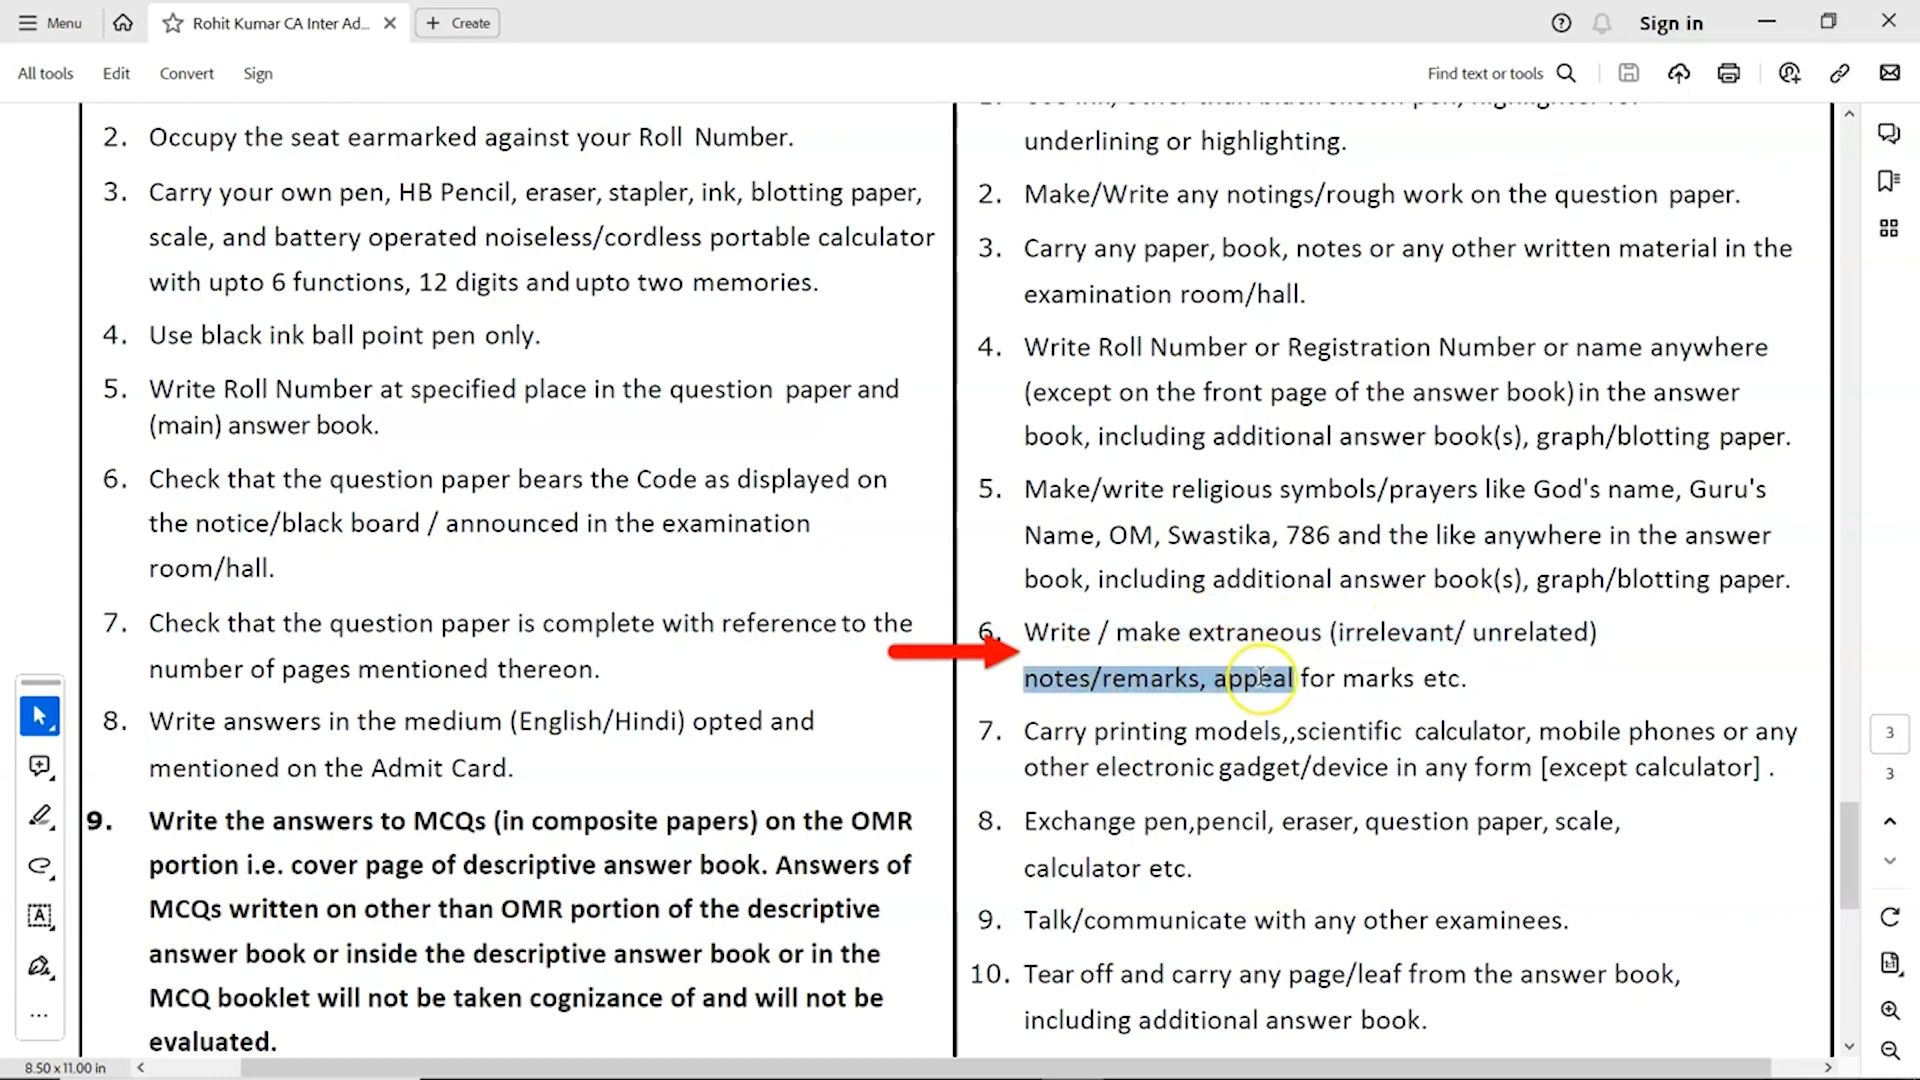 Menu
Rohit Kumar CA Inter Ad...
Create
Sign in
All tools
Edit
Convert
Sign
Find text or tools
2. Occupy the seat earmarked against your Roll Number.
3. Carry your own pen, HB Pencil, eraser, stapler, ink, blotting paper,
scale, and battery operated noiseless/cordless portable calculator
with upto 6 functions, 12 digits and upto two memories.
4. Use black ink ball point pen only.
5. Write Roll Number at specified place in the question paper and
(main) answer book.
6. Check that the question paper bears the Code as displayed on
the notice/black board / announced in the examination
room/hall.
7. Check that the question paper is complete with reference to the
number of pages mentioned thereon.
8. Write answers in the medium (English/Hindi) opted and
mentioned on the Admit Card.
9. Write the answers to MCQs (in composite papers) on the OMR
portion i.e. cover page of descriptive answer book. Answers of
MCQs written on other than OMR portion of the descriptive
answer book or inside the descriptive answer book or in the
MCQ booklet will not be taken cognizance of and will not be
evaluated.
underlining or highlighting.
2. Make/Write any notings/rough work on the question paper.
3. Carry any paper, book, notes or any other written material in the
examination room/hall.
4. Write Roll Number or Registration Number or name anywhere
(except on the front page of the answer book) in the answer
book, including additional answer book(s), graph/blotting paper.
5. Make/write religious symbols/prayers like God's name, Guru's
Name, OM, Swastika, 786 and the like anywhere in the answer
book, including additional answer book(s), graph/blotting paper.
6. Write / make extraneous (irrelevant/ unrelated)
notes/remarks, appeal for marks etc.
7. Carry printing models,,scientific calculator, mobile phones or any
other electronic gadget/device in any form [except calculator] .
8. Exchange pen,pencil, eraser, question paper, scale,
calculator etc.
9. Talk/communicate with any other examinees.
10. Tear off and carry any page/leaf from the answer book,
including additional answer book.
3
3
8.50 x 11.00 in